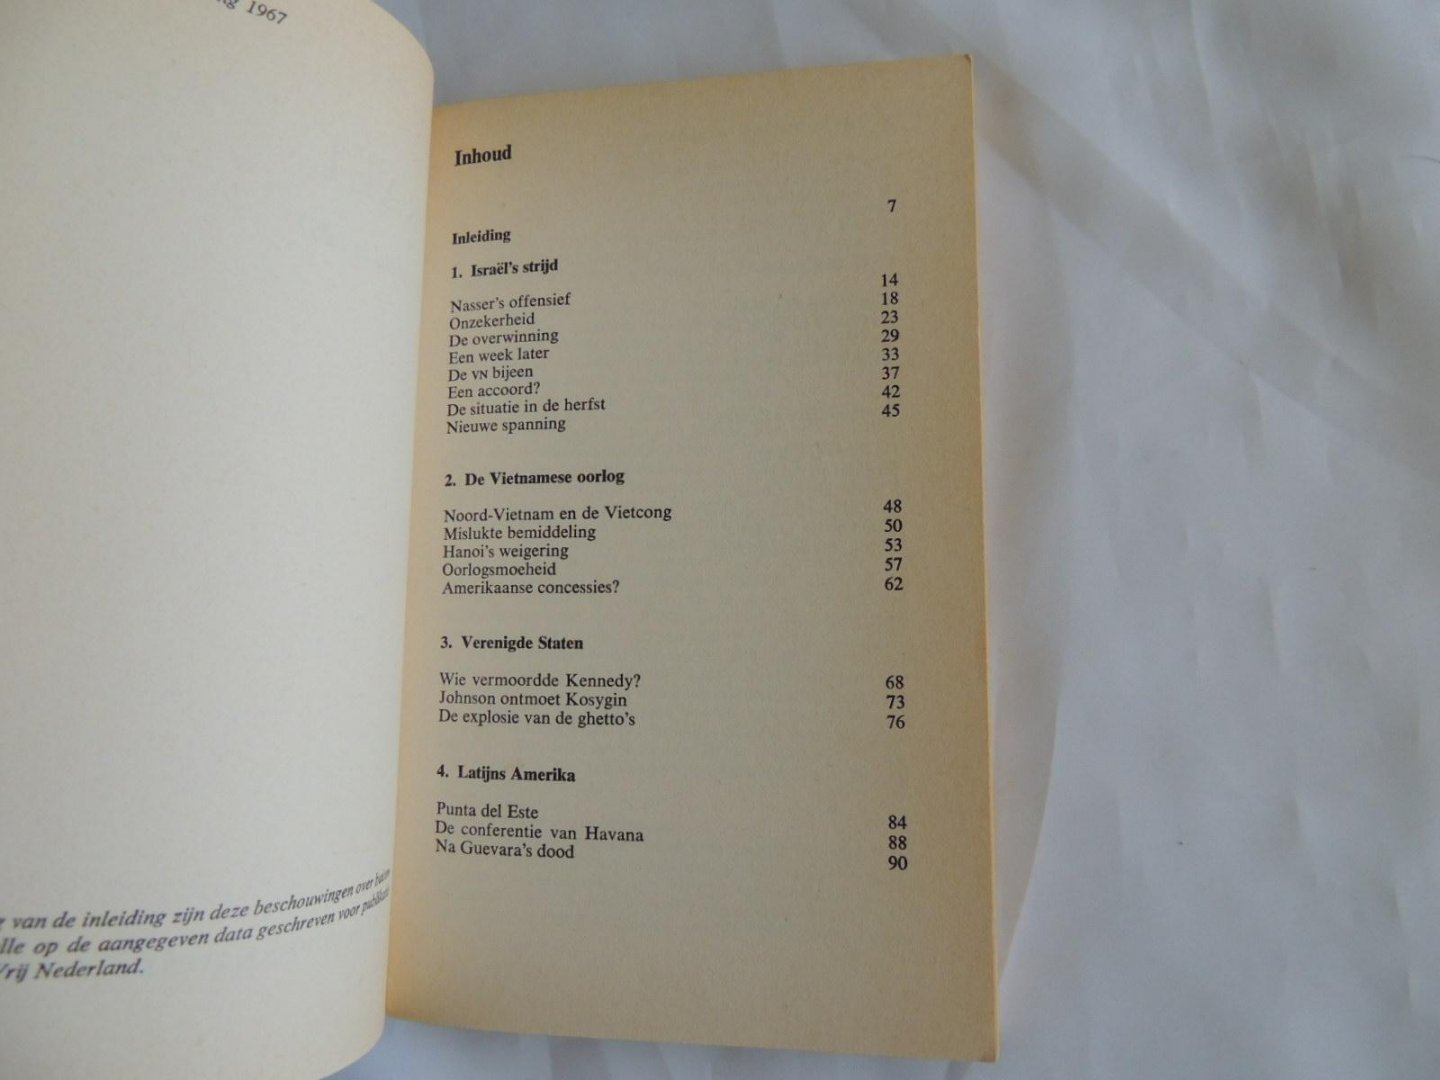 1967
van de inleiding zijn deze beschouwingen over
op de aangegeven data geschreven voor
Vrij Nederland.
Inhoud
Inleiding 7
1. Israël's strijd
Nasser's offensief 14
Onzekerheid 18
De overwinning 23
Een week later 29
De VN bijeen 33
Een accoord? 37
De situatie in de herfst 42
Nieuwe spanning 45
2. De Vietnamese oorlog
Noord-Vietnam en de Vietcong 48
Mislukte bemiddeling 50
Hanoi's weigering 53
Oorlogsmoeheid 57
Amerikaanse concessies? 62
3. Verenigde Staten
Wie vermoordde Kennedy? 68
Johnson ontmoet Kosygin 73
De explosie van de ghetto's 76
4. Latijns Amerika
Punta del Este 84
De conferentie van Havana 88
Na Guevara's dood 90